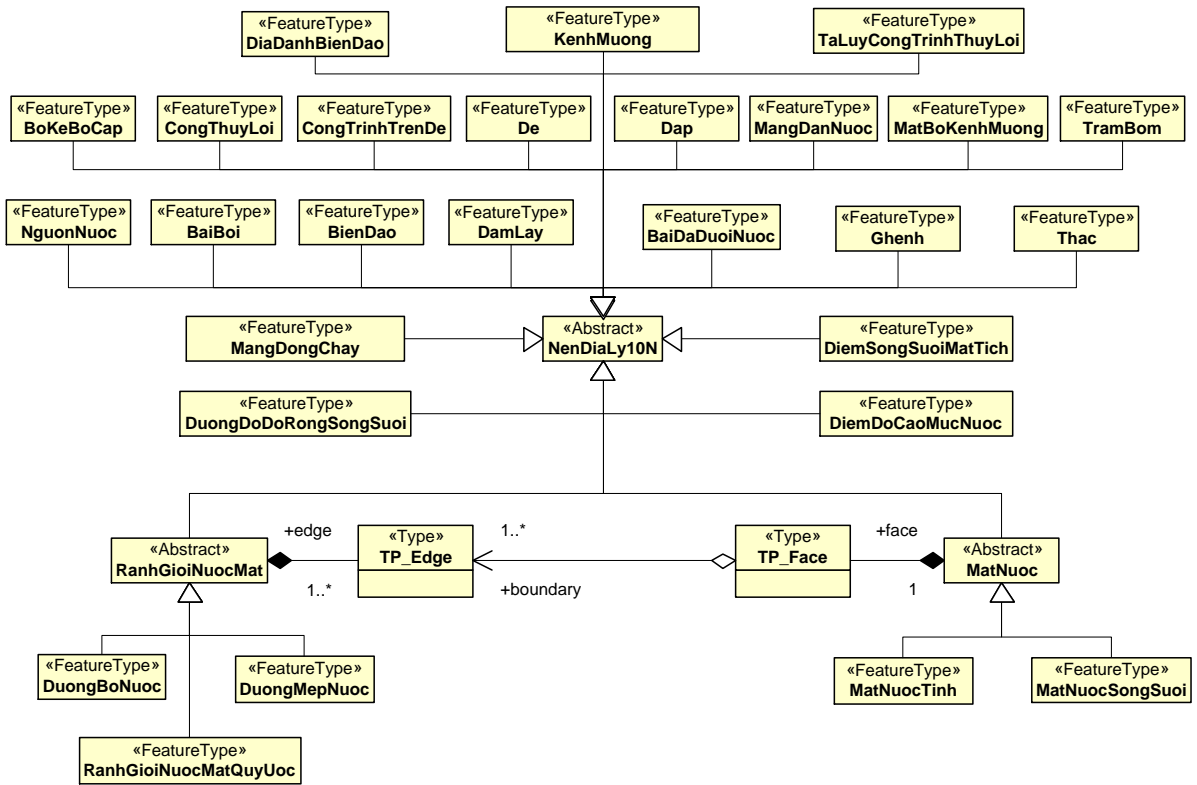 «FeatureType»
DiaDanhBienDao
«FeatureType»
KenhMuong
«FeatureType»
TaLuyCongTrinhThuyLoi
«FeatureType»
BoKeBoCap
«FeatureType»
CongThuyLoi
«FeatureType»
CongTrinhTrenDe
«FeatureType»
De
«FeatureType»
Dap
«FeatureType»
MangDanNuoc
«FeatureType»
MatBoKenhMuong
«FeatureType»
TramBom
«FeatureType»
NguonNuoc
«FeatureType»
BaiBoi
«FeatureType»
BienDao
«FeatureType»
DamLay
«FeatureType»
BaiDaDuoiNuoc
«FeatureType»
Ghenh
«FeatureType»
Thac
«FeatureType»
MangDongChay
«Abstract»
NenDiaLy10N
«FeatureType»
DiemSongSuoiMatTich
«FeatureType»
DuongDoDoRongSongSuoi
«FeatureType»
DiemDoCaoMucNuoc
«Abstract»
RanhGioiNuocMat
+edge
1..*
«Type»
TP_Edge
1..*
+boundary
«Type»
TP_Face
+face
1
«Abstract»
MatNuoc
«FeatureType»
DuongBoNuoc
«FeatureType»
DuongMepNuoc
«FeatureType»
MatNuocTinh
«FeatureType»
MatNuocSongSuoi
«FeatureType»
RanhGioiNuocMatQuyUoc